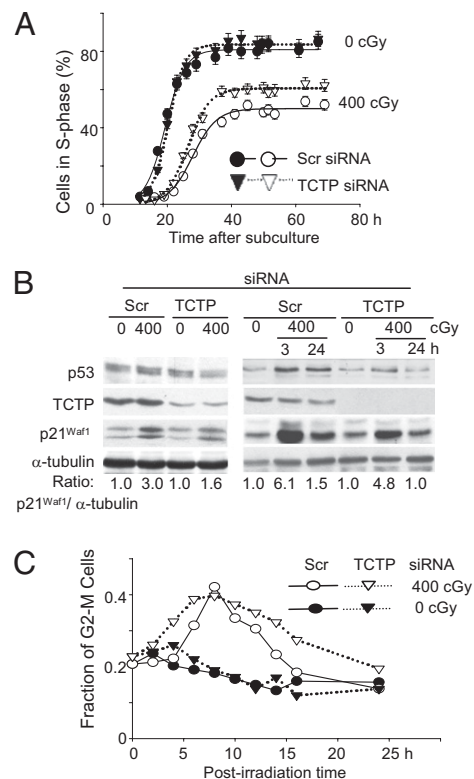 A
Cells in S-phase (%)
80
40
0
0 cGy
400 cGy
Scr siRNA
TCTP siRNA
0 20 40 60 80 h
Time after subculture
B
siRNA
Scr TCTP Scr TCTP
0 400 0 400 0 400 0 400 cGy
3 24 3 24 h
p53
TCTP
p21Waf1
α-tubulin
Ratio: 1.0 3.0 1.0 1.6 1.0 6.1 1.5 1.0 4.8 1.0
p21Waf1/ α-tubulin
C
Fraction of G2-M Cells
0.4
0.2
0
Scr TCTP siRNA
400 cGy
0 cGy
0 5 10 15 20 25 h
Post-irradiation time